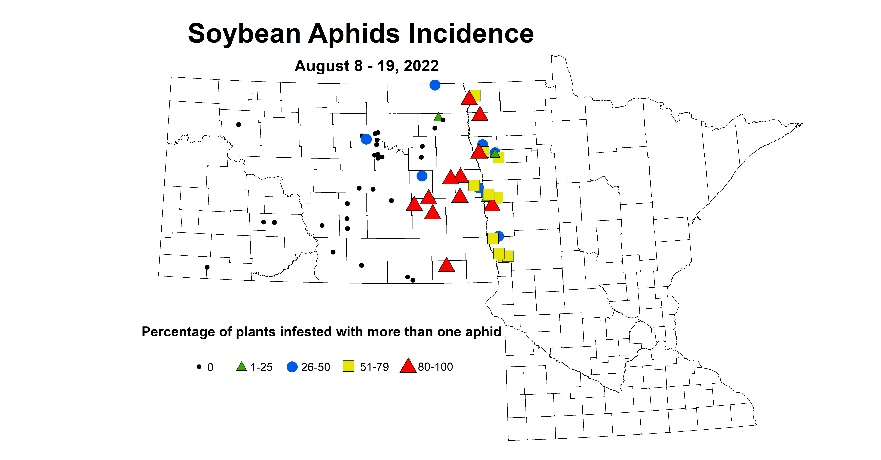 Soybean Aphids Incidence
August 8 - 19, 2022
Percentage of plants infested with more than one aphid
0 1-25 26-50 51-79 80-100